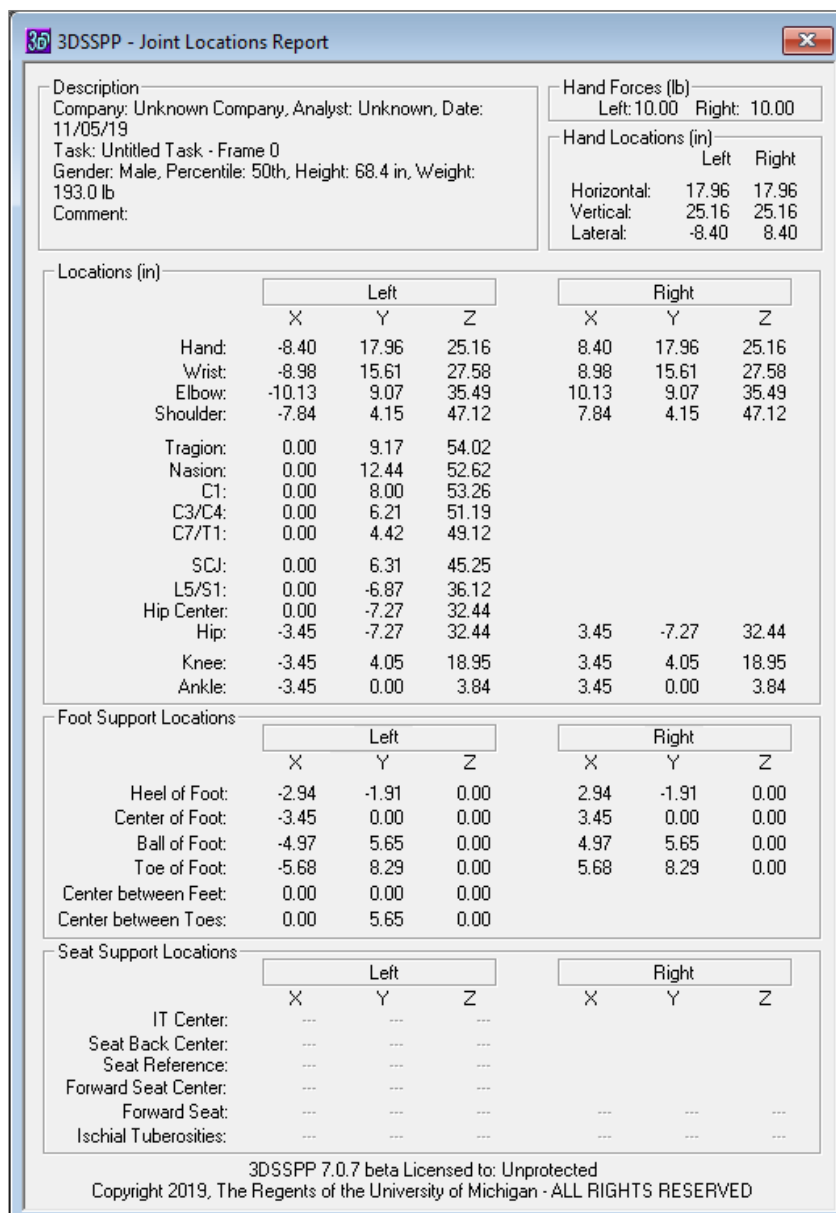 3DSSPP - Joint Locations Report
Description
Company: Unknown Company, Analyst: Unknown, Date:
11/05/19
Task: Untitled Task - Frame 0
Gender: Male, Percentile: 50th, Height: 68.4 in, Weight:
193.0 lb
Comment:
Hand Forces (lb)
Left: 10.00 Right: 10.00
Hand Locations (in)
Left Right
Horizontal: 17.96 17.96
Vertical: 25.16 25.16
Lateral: -8.40 8.40
Locations (in)
Left Right
X Y Z X Y Z
Hand: -8.40 17.96 25.16 8.40 17.96 25.16
Wrist: -8.98 15.61 27.58 8.98 15.61 27.58
Elbow: -10.13 9.07 35.49 10.13 9.07 35.49
Shoulder: -7.84 4.15 47.12 7.84 4.15 47.12
Tragion: 0.00 9.17 54.02
Nasion: 0.00 12.44 52.62
C1: 0.00 8.00 53.26
C3/C4: 0.00 6.21 51.19
C7/T1: 0.00 4.42 49.12
SCJ: 0.00 6.31 45.25
L5/S1: 0.00 -6.87 36.12
Hip Center: 0.00 -7.27 32.44
Hip: -3.45 -7.27 32.44 3.45 -7.27 32.44
Knee: -3.45 4.05 18.95 3.45 4.05 18.95
Ankle: -3.45 0.00 3.84 3.45 0.00 3.84
Foot Support Locations
Left Right
X Y Z X Y Z
Heel of Foot: -2.94 -1.91 0.00 2.94 -1.91 0.00
Center of Foot: -3.45 0.00 0.00 3.45 0.00 0.00
Ball of Foot: -4.97 5.65 0.00 4.97 5.65 0.00
Toe of Foot: -5.68 8.29 0.00 5.68 8.29 0.00
Center between Feet: 0.00 0.00 0.00
Center between Toes: 0.00 5.65 0.00
Seat Support Locations
Left Right
X Y Z X Y Z
IT Center: --- --- ---
Seat Back Center: --- --- ---
Seat Reference: --- --- ---
Forward Seat Center: --- --- ---
Forward Seat: --- --- --- --- --- ---
Ischial Tuberosities: --- --- --- --- --- ---
3DSSPP 7.0.7 beta Licensed to: Unprotected
Copyright 2019, The Regents of the University of Michigan - ALL RIGHTS RESERVED